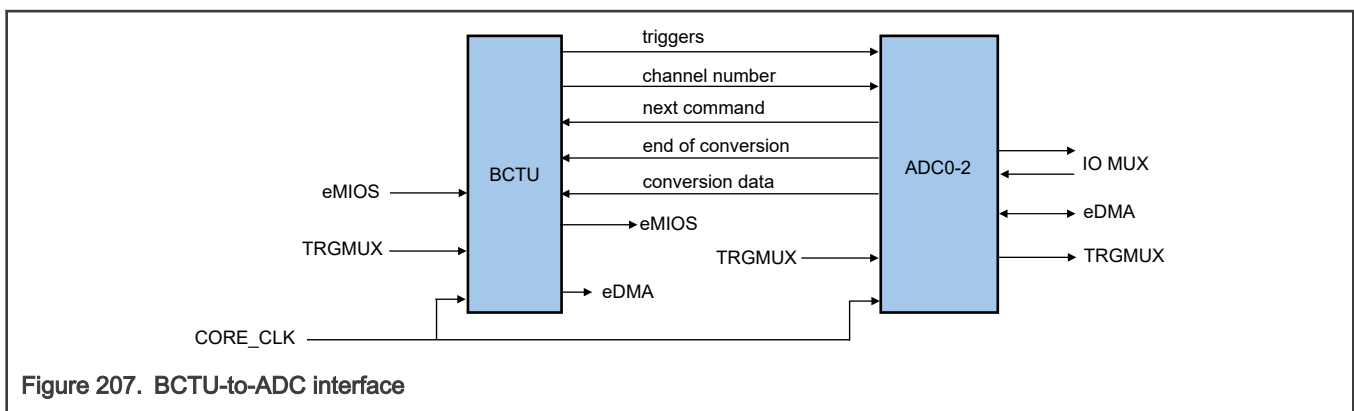 triggers
channel number
next command
end of conversion
conversion data
BCTU
ADC0-2
IO MUX
eMIOS
eMIOS
eDMA
TRGMUX
TRGMUX
TRGMUX
eDMA
CORE_CLK
Figure 207. BCTU-to-ADC interface